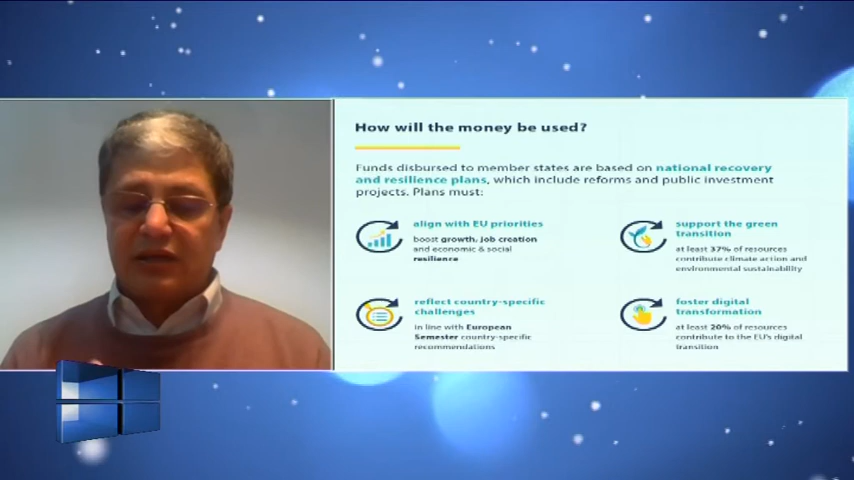 How will the money be used?
Funds disbursed to member states are based on national recovery
and resilience plans, which include reforms and public investment
projects. Plans must:
align with EU priorities
boost growth, job creation
and economic & social
resilience
support the green
transition
at least 37% of resources
contribute climate action and
environmental sustainability
reflect country-specific
challenges
in line with European
Semester country-specific
recommendations
foster digital
transformation
at least 20% of resources
contribute to the EU's digital
transition